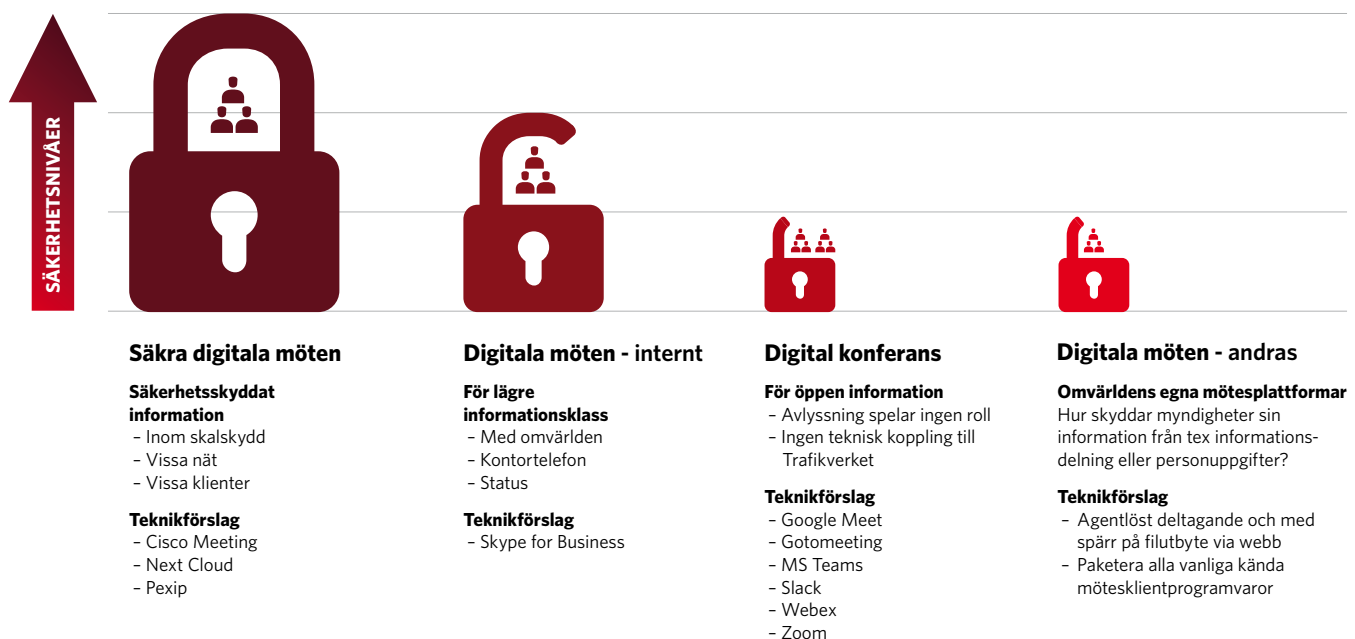 SÄKERHETSNIVÅER
Säkra digitala möten
Säkerhetsskyddat
information
– Inom skalskydd
– Vissa nät
– Vissa klienter
Teknikförslag
– Cisco Meeting
– Next Cloud
– Pexip
Digitala möten - internt
För lägre
informationsklass
– Med omvärlden
– Kontortelefon
– Status
Teknikförslag
– Skype for Business
Digital konferans
För öppen information
– Avlyssning spelar ingen roll
– Ingen teknisk koppling till
Trafikverket
Teknikförslag
– Google Meet
– Gotomeeting
– MS Teams
– Slack
– Webex
– Zoom
Digitala möten - andras
Omvärldens egna mötesplattformar
Hur skyddar myndigheter sin
information från tex informations-
delning eller personuppgifter?
Teknikförslag
– Agentlöst deltagande och med
spärr på filutbyte via webb
– Paketera alla vanliga kända
mötesklientprogramvaror